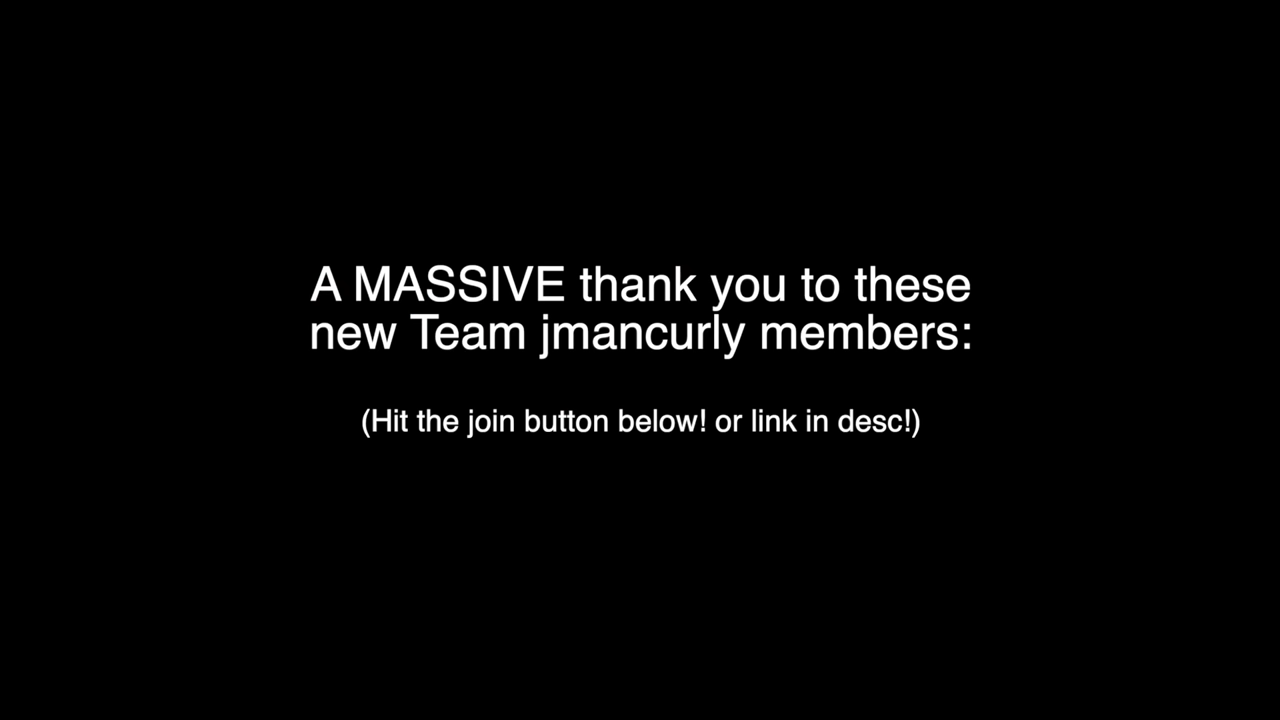 A MASSIVE thank you to these
new Team jmancurly members:
(Hit the join button below! or link in desc!)